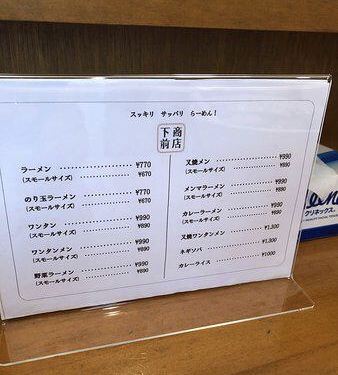 スッキリ サッパリ らーめん！
下前
商店
ラーメン ¥770
(スモールサイズ) ¥670
のり玉ラーメン ¥770
(スモールサイズ) ¥670
ワンタン ¥990
(スモールサイズ) ¥890
ワンタンメン ¥990
(スモールサイズ) ¥890
野菜ラーメン ¥990
(スモールサイズ) ¥890
叉焼メン ¥990
(スモールサイズ) ¥890
メンマラーメン ¥990
(スモールサイズ) ¥890
カレーラーメン ¥990
(スモールサイズ) ¥890
叉焼ワンタンメン ¥1,300
ネギソバ ¥1,300
カレーライス ¥1000
クリネックス。